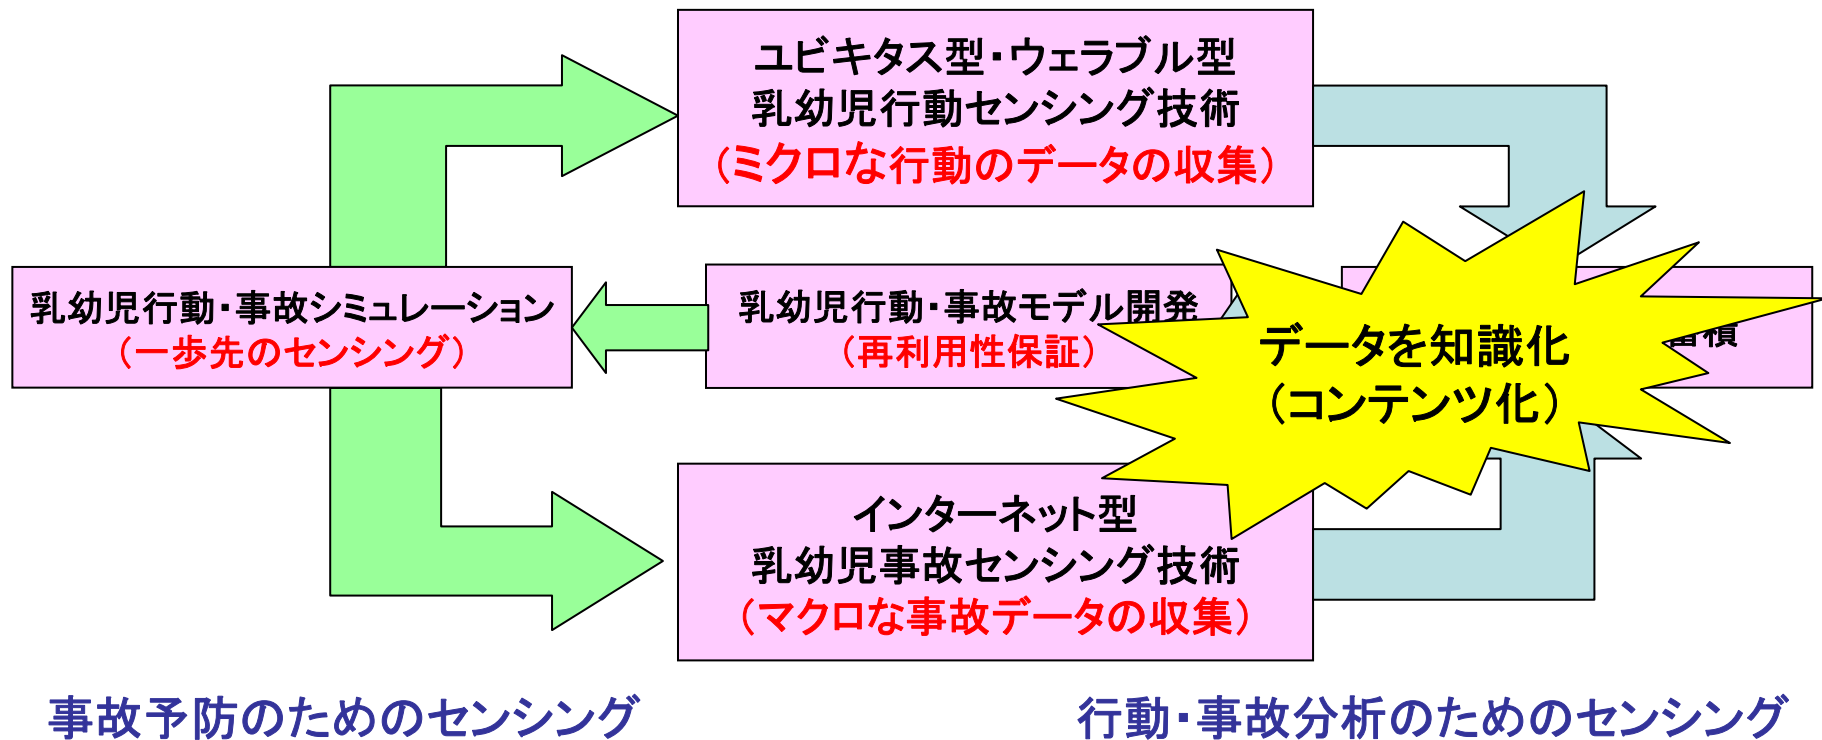 ユビキタス型・ウェラブル型
乳幼児行動センシング技術
（ミクロな行動のデータの収集）
乳幼児行動・事故シミュレーション
（一歩先のセンシング）
乳幼児行動・事故モデル開発
（再利用性保証）
蓄積
データを知識化
（コンテンツ化）
インターネット型
乳幼児事故センシング技術
（マクロな事故データの収集）
事故予防のためのセンシング
行動・事故分析のためのセンシング